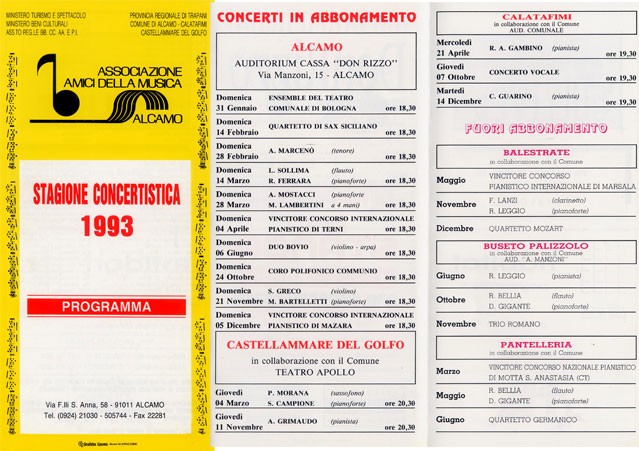 MINISTERO TURISMO E SPETTACOLO
MINISTERO BENI CULTURALI
ASS.TO REG.LE BB. CC. AA. E P.I.
PROVINCIA REGIONALE DI TRAPANI
COMUNE DI ALCAMO - CALATAFIMI
CASTELLAMMARE DEL GOLFO
ASSOCIAZIONE
AMICI DELLA MUSICA
ALCAMO
STAGIONE CONCERTISTICA
1993
PROGRAMMA
Via F.lli S. Anna, 58 - 91011 ALCAMO
Tel. (0924) 21030 - 505744 - Fax 22281
CONCERTI IN ABBONAMENTO
ALCAMO
AUDITORIUM CASSA "DON RIZZO"
Via Manzoni, 15 - ALCAMO
Domenica ENSEMBLE DEL TEATRO
31 Gennaio COMUNALE DI BOLOGNA ore 18,30
Domenica
14 Febbraio QUARTETTO DI SAX SICILIANO ore 18,30
Domenica
28 Febbraio A. MARCENÒ (tenore) ore 18,30
Domenica L. SOLLIMA (flauto)
14 Marzo R. FERRARA (pianoforte) ore 18,30
Domenica A. MOSTACCI (pianoforte
28 Marzo M. LAMBERTINI a 4 mani) ore 18,30
Domenica VINCITORE CONCORSO INTERNAZIONALE
04 Aprile PIANISTICO DI TERNI ore 18,30
Domenica
06 Giugno DUO BOVIO (violino - arpa) ore 18,30
Domenica
24 Ottobre CORO POLIFONICO COMMUNIO ore 18,30
Domenica S. GRECO (violino)
21 Novembre M. BARTELLETTI (pianoforte) ore 18,30
Domenica VINCITORE CONCORSO INTERNAZIONALE
05 Dicembre PIANISTICO DI MAZARA ore 18,30
CASTELLAMMARE DEL GOLFO
in collaborazione con il Comune
TEATRO APOLLO
Giovedì P. MORANA (sassofono)
04 Marzo S. CAMPIONE (pianoforte) ore 20,30
Giovedì
11 Novembre A. GRIMAUDO (pianista) ore 20,30
CALATAFIMI
in collaborazione con il Comune
AUD. COMUNALE
Mercoledì
21 Aprile R. A. GAMBINO (pianista) ore 19,30
Giovedì
07 Ottobre CONCERTO VOCALE ore 19,30
Martedì
14 Dicembre C. GUARINO (pianista) ore 19,30
FUORI ABBONAMENTO
BALESTRATE
in collaborazione con il Comune
Maggio VINCITORE CONCORSO
PIANISTICO INTERNAZIONALE DI MARSALA
Novembre F. LANZI (clarinetto)
R. LEGGIO (pianoforte)
Dicembre QUARTETTO MOZART
BUSETO PALIZZOLO
in collaborazione con il Comune
AUD. "A. MANZONI"
Giugno R. LEGGIO (pianista)
Ottobre R. BELLIA (flauto)
D. GIGANTE (pianoforte)
Novembre TRIO ROMANO
PANTELLERIA
in collaborazione con il Comune
Marzo VINCITORE CONCORSO NAZIONALE PIANISTICO
DI MOTTA S. ANASTASIA (CT)
Maggio R. BELLIA (flauto)
D. GIGANTE (pianoforte)
Giugno QUARTETTO GERMANICO